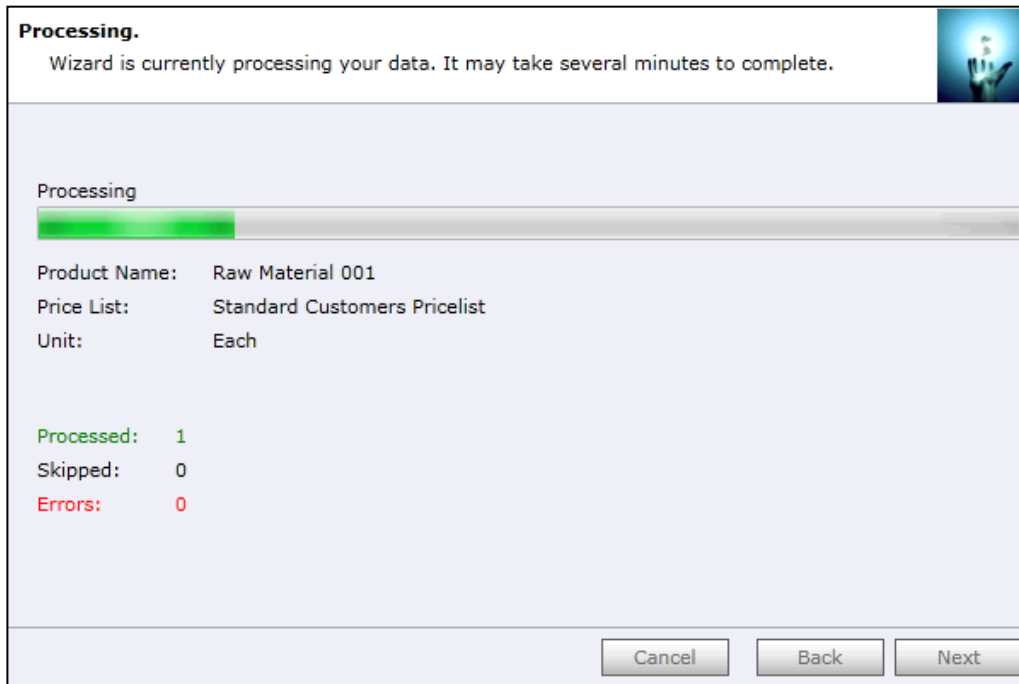 Processing.
Wizard is currently processing your data. It may take several minutes to complete.
Processing
Product Name: Raw Material 001
Price List: Standard Customers Pricelist
Unit: Each
Processed: 1
Skipped: 0
Errors: 0
Cancel Back Next